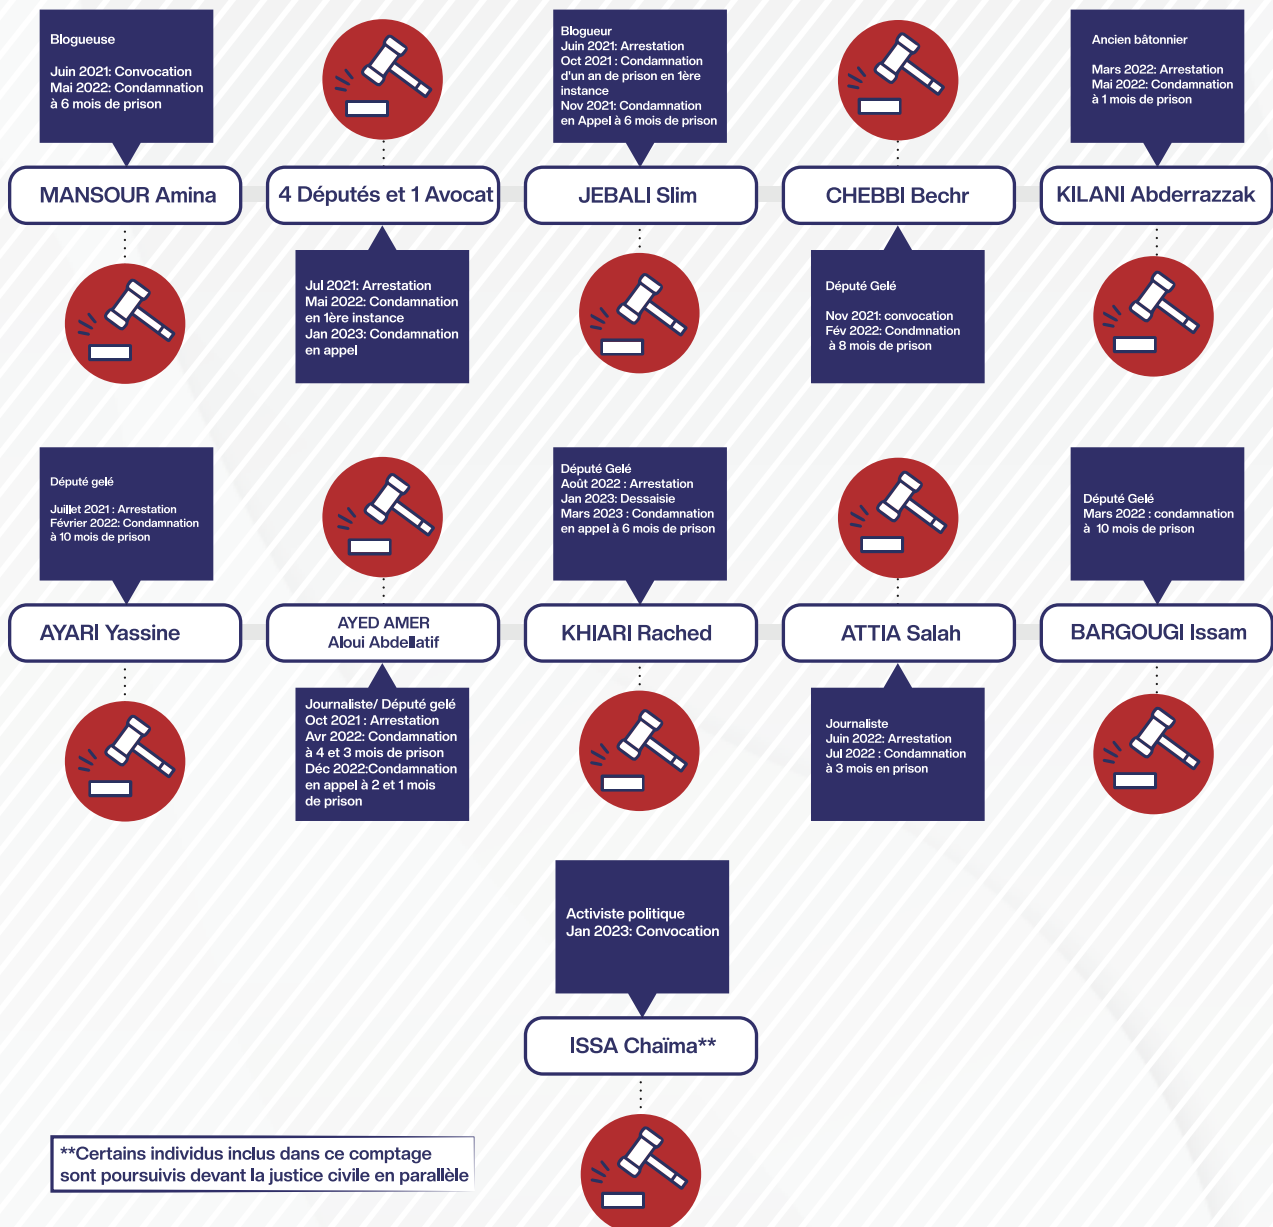 Blogueuse
Juin 2021: Convocation
Mai 2022: Condamnation
à 6 mois de prison
MANSOUR Amina
4 Députés et 1 Avocat
Jul 2021: Arrestation
Mai 2022: Condamnation
en 1ère instance
Jan 2023: Condamnation
en appel
Blogueur
Juin 2021: Arrestation
Oct 2021 : Condamnation
d'un an de prison en 1ère
instance
Nov 2021: Condamnation
en Appel à 6 mois de prison
JEBALI Slim
CHEBBI Bechr
Député Gelé
Nov 2021: convocation
Fév 2022: Condmnation
à 8 mois de prison
Ancien bâtonnier
Mars 2022: Arrestation
Mai 2022: Condamnation
à 1 mois de prison
KILANI Abderrazzak
Député gelé
Juillet 2021 : Arrestation
Février 2022: Condamnation
à 10 mois de prison
AYARI Yassine
AYED AMER
Aloui Abdellatif
Journaliste/ Député gelé
Oct 2021 : Arrestation
Avr 2022: Condamnation
à 4 et 3 mois de prison
Déc 2022:Condamnation
en appel à 2 et 1 mois
de prison
Député Gelé
Août 2022 : Arrestation
Jan 2023: Dessaisie
Mars 2023 : Condamnation
en appel à 6 mois de prison
KHIARI Rached
ATTIA Salah
Journaliste
Juin 2022: Arrestation
Jul 2022 : Condamnation
à 3 mois en prison
Député Gelé
Mars 2022 : condamnation
à 10 mois de prison
BARGOUGI Issam
Activiste politique
Jan 2023: Convocation
ISSA Chaïma**
**Certains individus inclus dans ce comptage
sont poursuivis devant la justice civile en parallèle